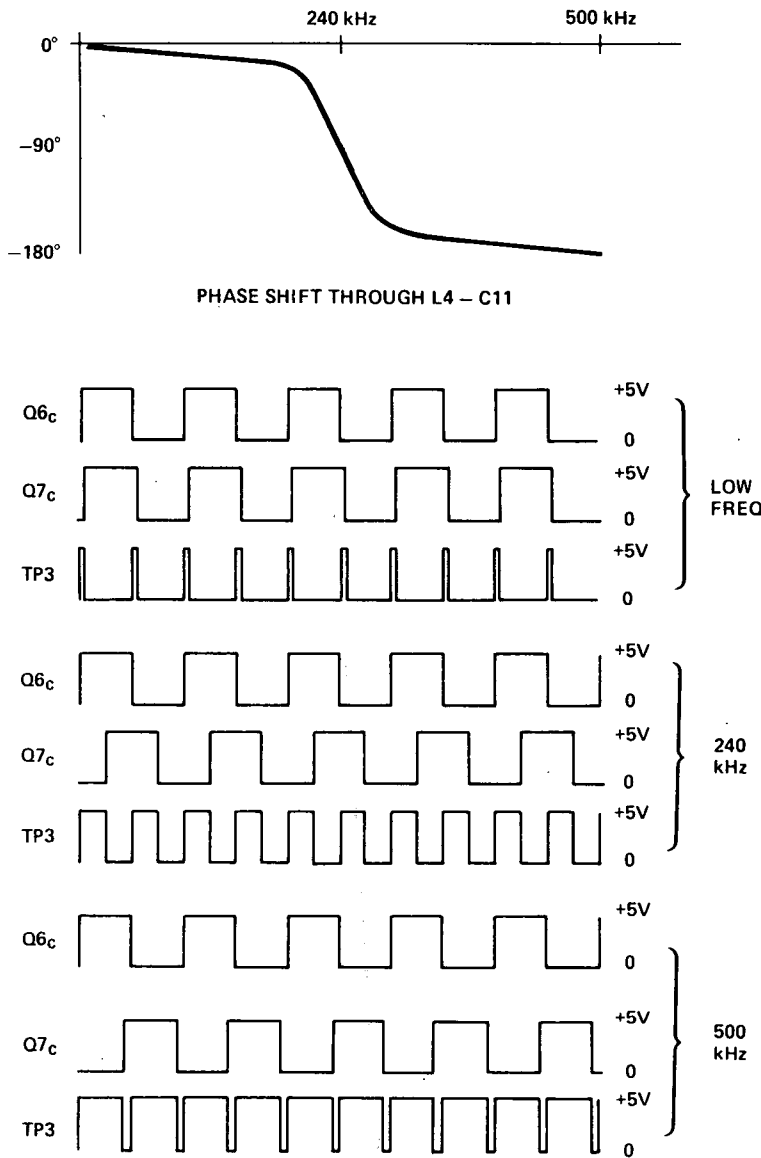 240 kHz 500 kHz
0°
−90°
−180°
PHASE SHIFT THROUGH L4 – C11
Q6c +5V
0
Q7c +5V
0
TP3 +5V
0
LOW
FREQ
Q6c +5V
0
Q7c +5V
0
TP3 +5V
0
240
kHz
Q6c +5V
0
Q7c +5V
0
TP3 +5V
0
500
kHz